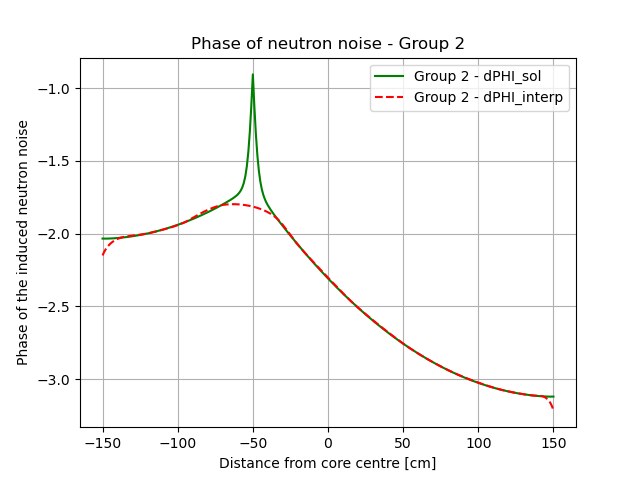 Phase of neutron noise - Group 2
Group 2 - dPHI_sol
Group 2 - dPHI_interp
Phase of the induced neutron noise
−1.0
−1.5
−2.0
−2.5
−3.0
−150
−100
−50
0
50
100
150
Distance from core centre [cm]